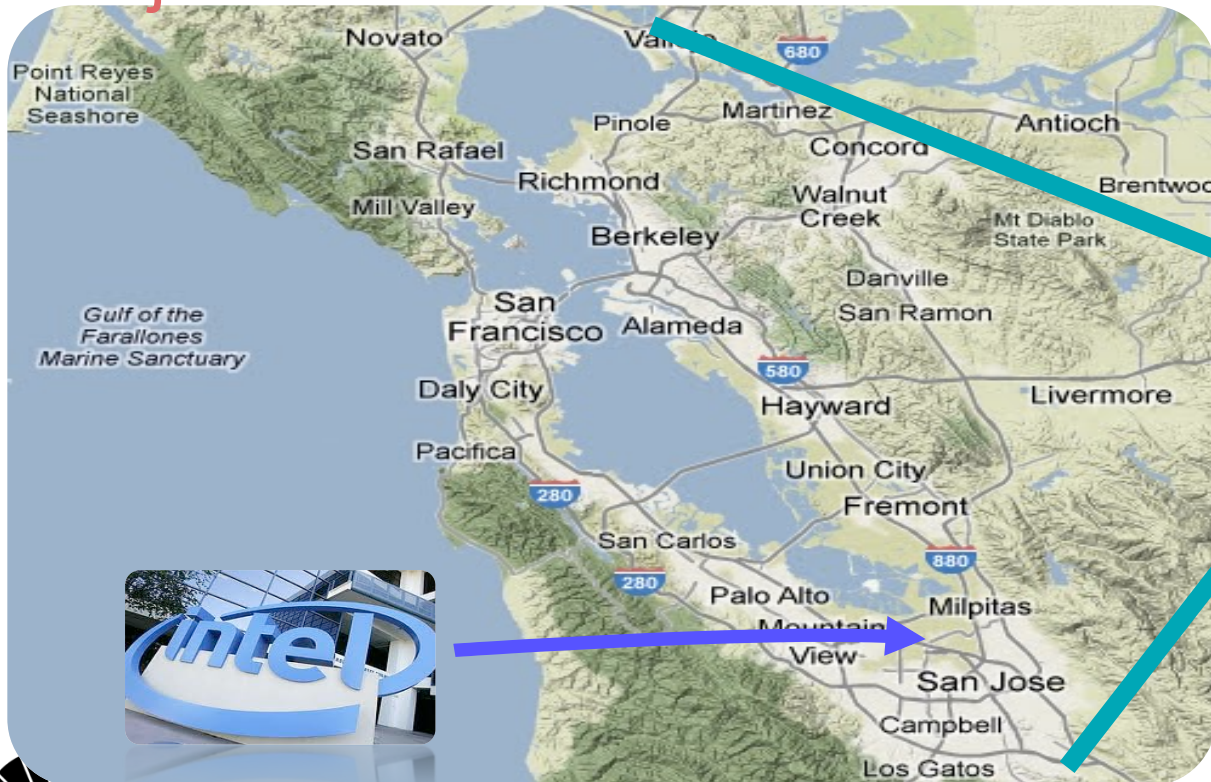 Novato
Vallejo
680
Point Reyes
National
Seashore
Martinez
Pinole
Antioch
Concord
San Rafael
Richmond
Brentwoo
Walnut
Creek
Mill Valley
Mt Diablo
State Park
Berkeley
Danville
San
Francisco
Alameda
San Ramon
Gulf of the
Farallones
Marine Sanctuary
580
Daly City
Livermore
Hayward
Pacifica
Union City
280
Fremont
San Carlos
880
280
Palo Alto
Milpitas
intel
Mountain
View
San Jose
Campbell
Los Gatos